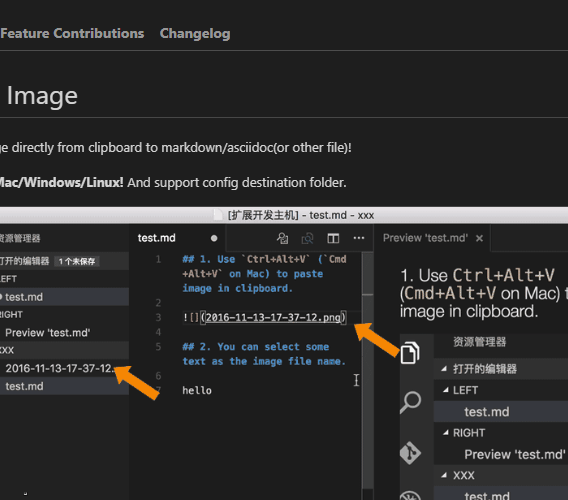 Feature Contributions Changelog
Image
ge directly from clipboard to markdown/asciidoc(or other file)!
Mac/Windows/Linux! And support config destination folder.
[扩展开发主机] - test.md - xxx
资源管理器
打开的编辑器 1 个未保存
LEFT
test.md
RIGHT
Preview 'test.md'
XXX
2016-11-13-17-37-12.
test.md
test.md
1 ## 1. Use `Ctrl+Alt+V` (`Cmd
+Alt+V` on Mac) to paste
image in clipboard.
2
3 ![](2016-11-13-17-37-12.png)
4
5 ## 2. You can select some
text as the image file name.
6
7 hello
Preview 'test.md'
1. Use Ctrl+Alt+V
(Cmd+Alt+V on Mac) t
image in clipboard.
资源管理器
打开的编辑器
LEFT
test.md
RIGHT
Preview 'test.md'
XXX
test.md